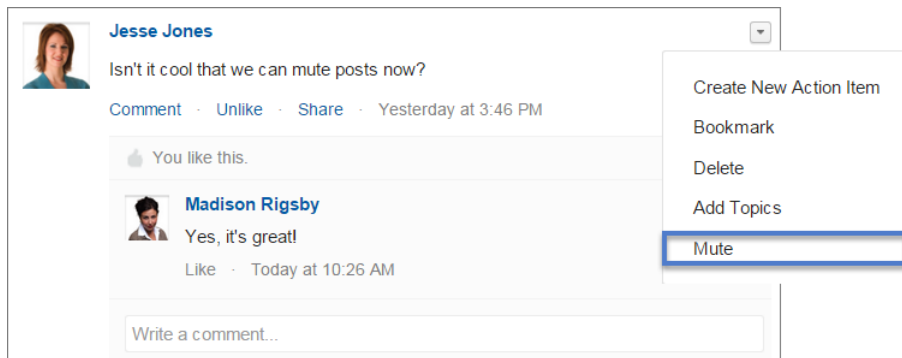 Jesse Jones
Isn't it cool that we can mute posts now?
Comment · Unlike · Share · Yesterday at 3:46 PM
You like this.
Madison Rigsby
Yes, it's great!
Like · Today at 10:26 AM
Write a comment...
Create New Action Item
Bookmark
Delete
Add Topics
Mute